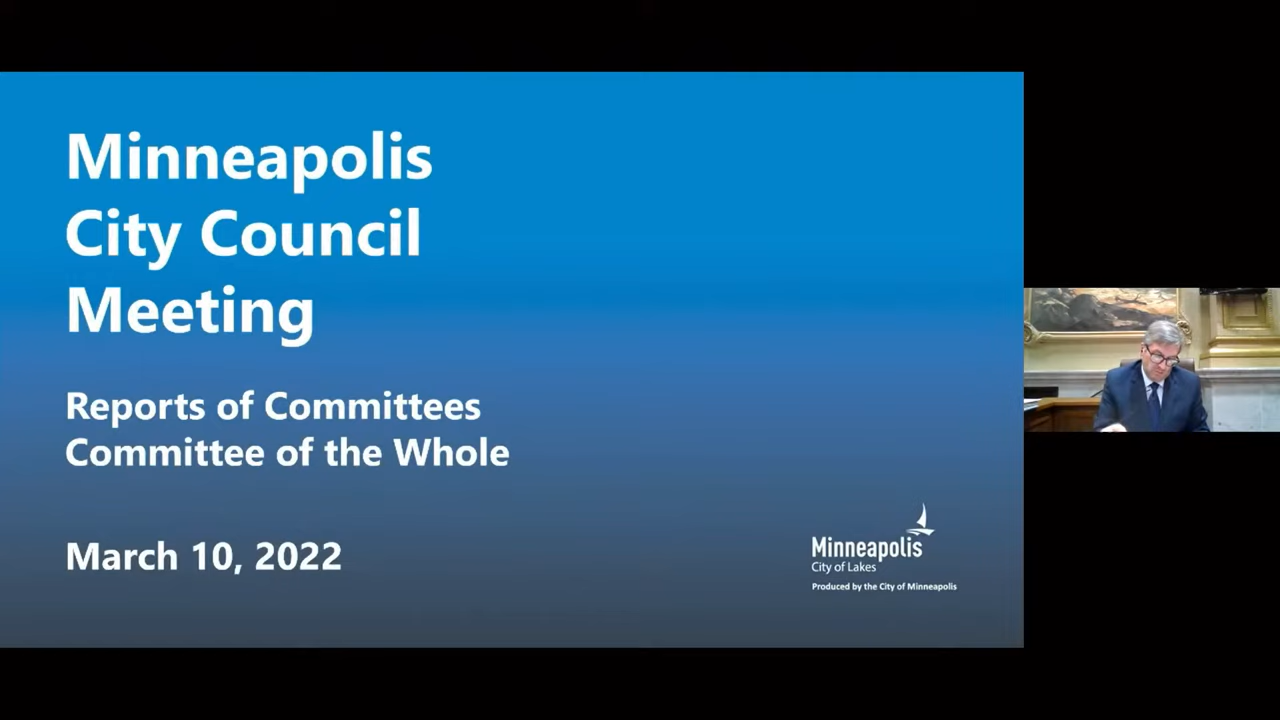 Minneapolis
City Council
Meeting
Reports of Committees
Committee of the Whole
March 10, 2022
Minneapolis
City of Lakes
Produced by the City of Minneapolis